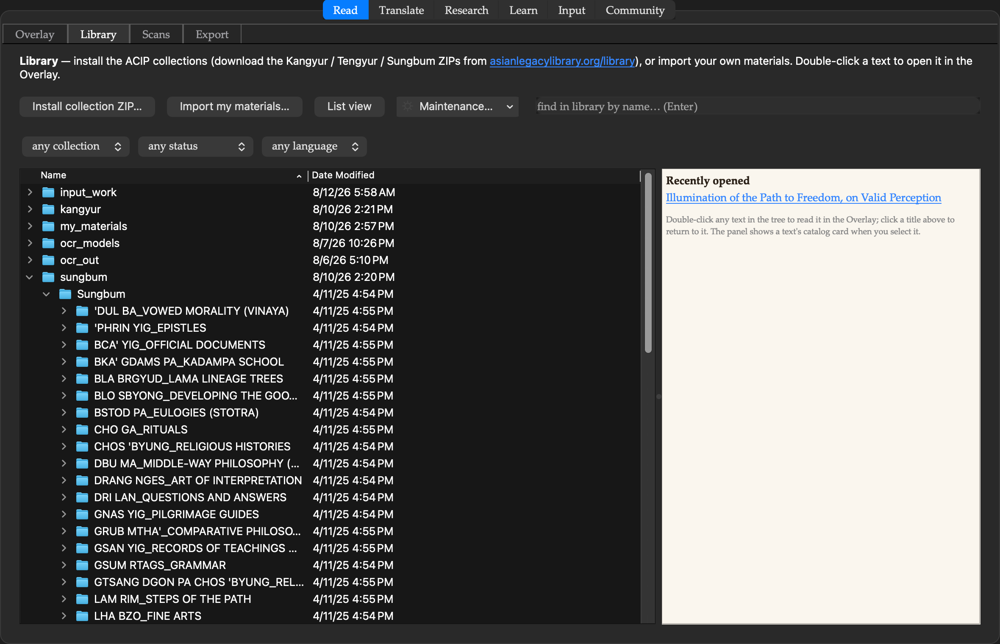 Read Translate Research Learn Input Community
Overlay Library Scans Export
Library — install the ACIP collections (download the Kangyur / Tengyur / Sungbum ZIPs from asianlegacylibrary.org/library), or import your own materials. Double-click a text to open it in the
Overlay.
Install collection ZIP... Import my materials... List view Maintenance... find in library by name... (Enter)
any collection any status any language
Name Date Modified
input_work 8/12/26 5:58 AM
kangyur 8/10/26 2:21 PM
my_materials 8/10/26 2:57 PM
ocr_models 8/7/26 10:26 PM
ocr_out 8/6/26 5:10 PM
sungbum 8/10/26 2:20 PM
Sungbum 4/11/25 4:54 PM
'DUL BA_VOWED MORALITY (VINAYA) 4/11/25 4:55 PM
'PHRIN YIG_EPISTLES 4/11/25 4:54 PM
BCA' YIG_OFFICIAL DOCUMENTS 4/11/25 4:55 PM
BKA' GDAMS PA_KADAMPA SCHOOL 4/11/25 4:55 PM
BLA BRGYUD_LAMA LINEAGE TREES 4/11/25 4:55 PM
BLO SBYONG_DEVELOPING THE GOO... 4/11/25 4:55 PM
BSTOD PA_EULOGIES (STOTRA) 4/11/25 4:54 PM
CHO GA_RITUALS 4/11/25 4:55 PM
CHOS 'BYUNG_RELIGIOUS HISTORIES 4/11/25 4:54 PM
DBU MA_MIDDLE-WAY PHILOSOPHY (... 4/11/25 4:54 PM
DRANG NGES_ART OF INTERPRETATION 4/11/25 4:54 PM
DRI LAN_QUESTIONS AND ANSWERS 4/11/25 4:54 PM
GNAS YIG_PILGRIMAGE GUIDES 4/11/25 4:54 PM
GRUB MTHA'_COMPARATIVE PHILOSO... 4/11/25 4:55 PM
GSAN YIG_RECORDS OF TEACHINGS ... 4/11/25 4:55 PM
GSUM RTAGS_GRAMMAR 4/11/25 4:54 PM
GTSANG DGON PA CHOS 'BYUNG_REL... 4/11/25 4:55 PM
LAM RIM_STEPS OF THE PATH 4/11/25 4:55 PM
LHA BZO_FINE ARTS 4/11/25 4:54 PM
Recently opened
Illumination of the Path to Freedom, on Valid Perception
Double-click any text in the tree to read it in the Overlay; click a title above to
return to it. The panel shows a text's catalog card when you select it.